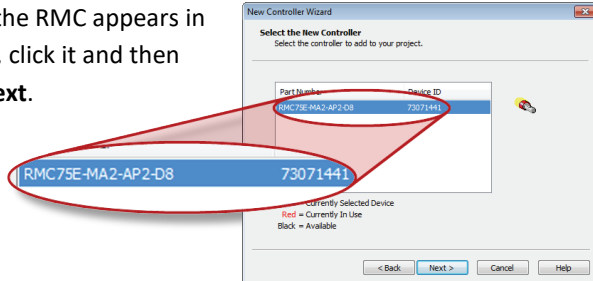 the RMC appears in
, click it and then
ext.
New Controller Wizard
Select the New Controller
Select the controller to add to your project.
Part Number Device ID
RMC75E-MA2-AP2-D8 73071441
RMC75E-MA2-AP2-D8 73071441
= Currently Selected Device
Red = Currently In Use
Black = Available
< Back Next > Cancel Help